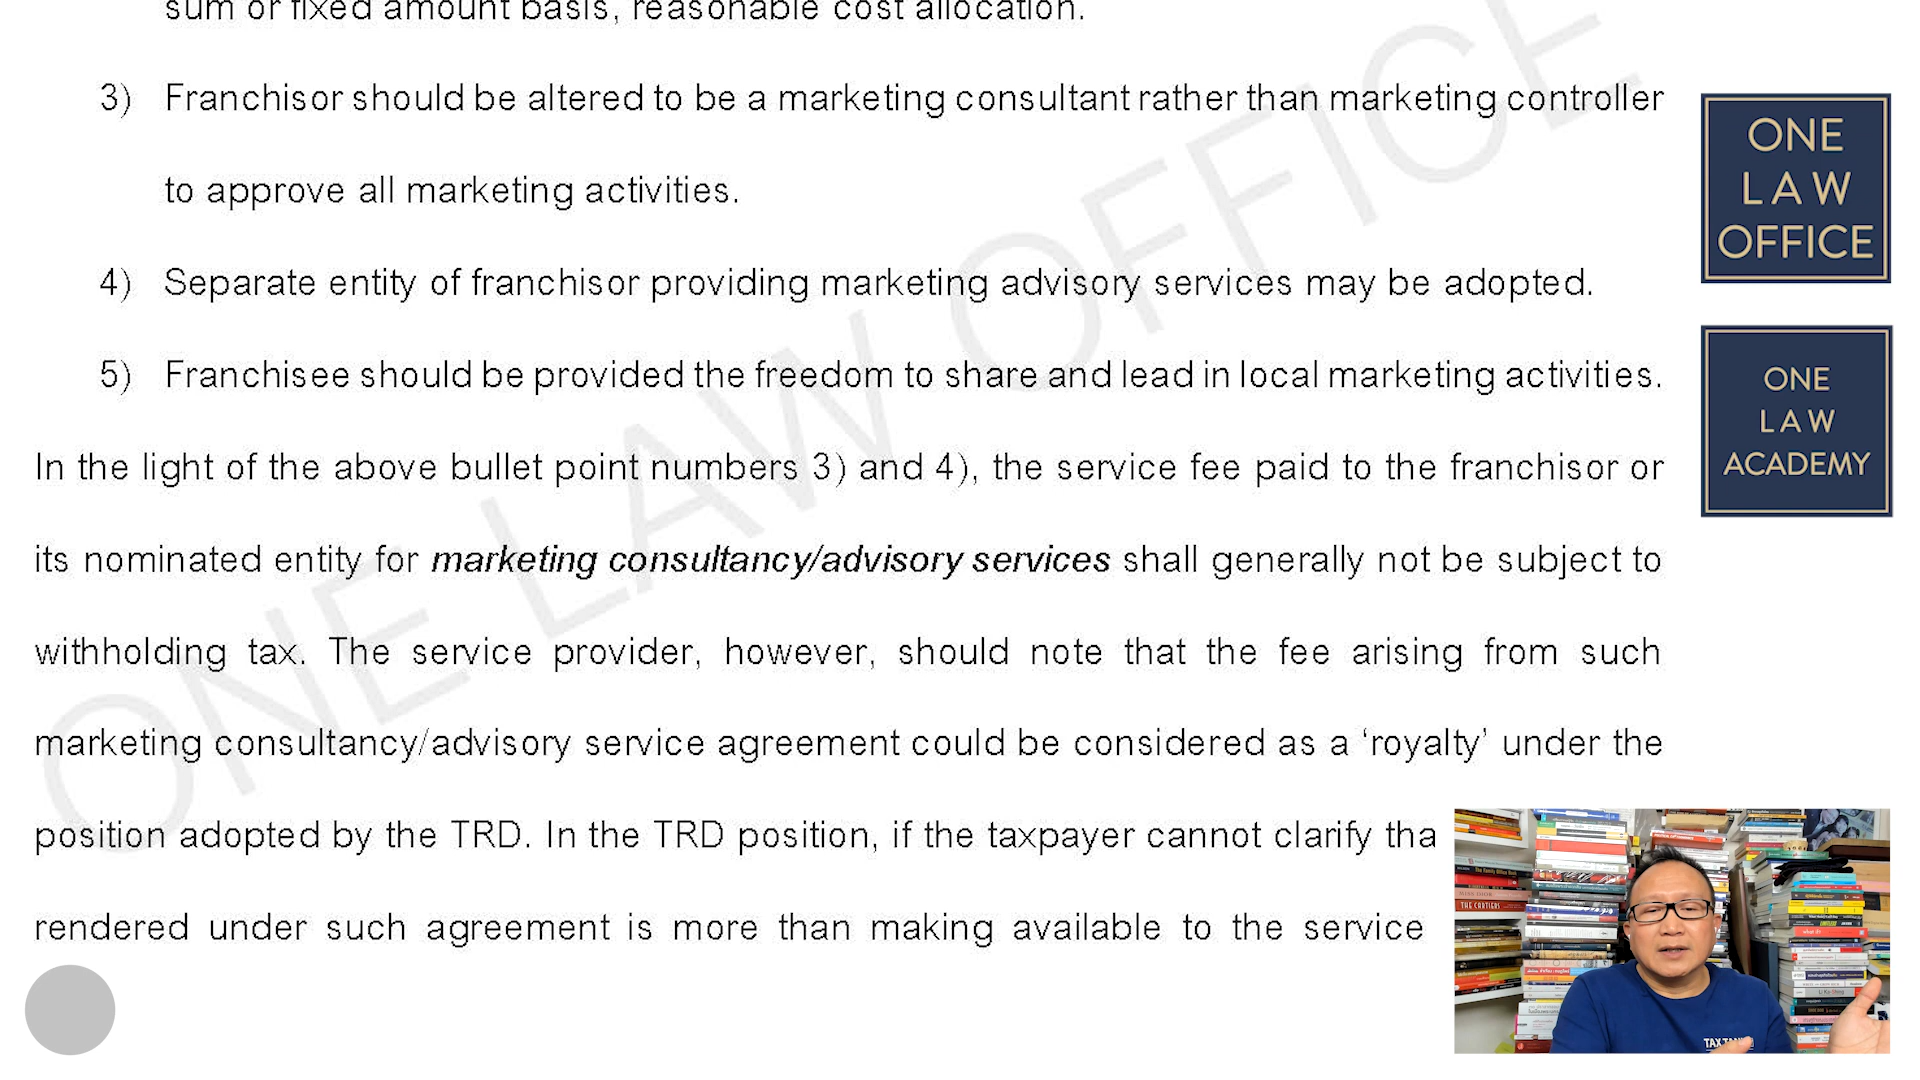 sum or fixed amount basis, reasonable cost allocation.
3) Franchisor should be altered to be a marketing consultant rather than marketing controller
to approve all marketing activities.
4) Separate entity of franchisor providing marketing advisory services may be adopted.
5) Franchisee should be provided the freedom to share and lead in local marketing activities.
In the light of the above bullet point numbers 3) and 4), the service fee paid to the franchisor or
its nominated entity for marketing consultancy/advisory services shall generally not be subject to
withholding tax. The service provider, however, should note that the fee arising from such
marketing consultancy/advisory service agreement could be considered as a ‘royalty’ under the
position adopted by the TRD. In the TRD position, if the taxpayer cannot clarify tha
rendered under such agreement is more than making available to the service
ONE LAW OFFICE
ONE
LAW
OFFICE
ONE
LAW
ACADEMY
THE CARTIERS